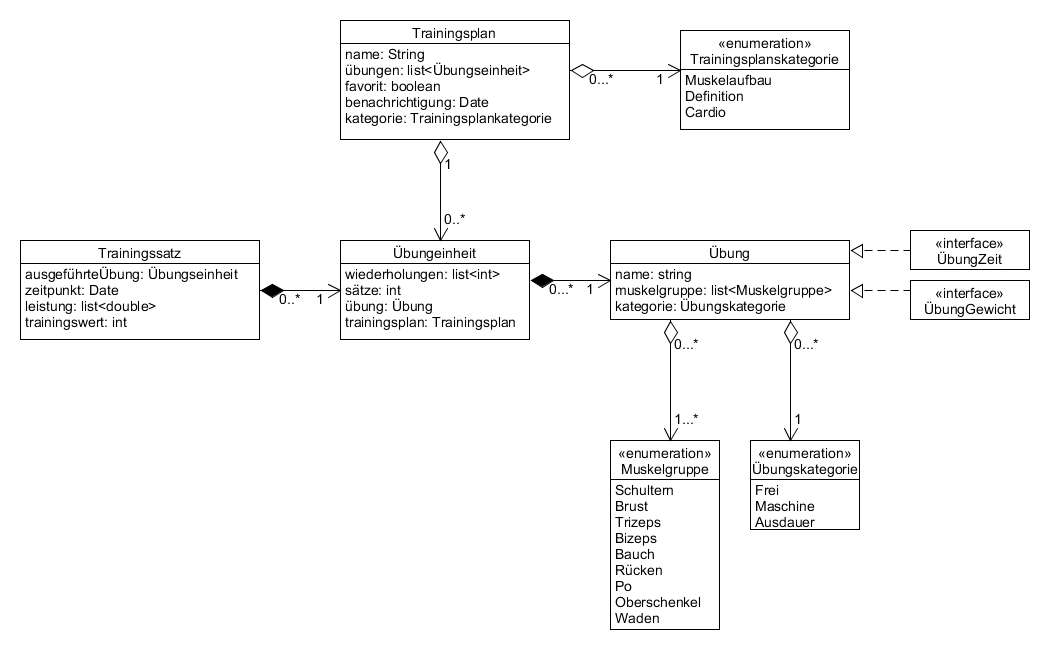 Trainingsplan
name: String
übungen: list<Übungseinheit>
favorit: boolean
benachrichtigung: Date
kategorie: Trainingsplankategorie
0...*
1
«enumeration»
Trainingsplanskategorie
Muskelaufbau
Definition
Cardio
1
0..*
Trainingssatz
ausgeführteÜbung: Übungseinheit
zeitpunkt: Date
leistung: list<double>
trainingswert: int
0..*
1
Übungeinheit
wiederholungen: list<int>
sätze: int
übung: Übung
trainingsplan: Trainingsplan
0...*
1
Übung
name: string
muskelgruppe: list<Muskelgruppe>
kategorie: Übungskategorie
«interface»
ÜbungZeit
«interface»
ÜbungGewicht
0...*
1...*
0...*
1
«enumeration»
Muskelgruppe
Schultern
Brust
Trizeps
Bizeps
Bauch
Rücken
Po
Oberschenkel
Waden
«enumeration»
Übungskategorie
Frei
Maschine
Ausdauer